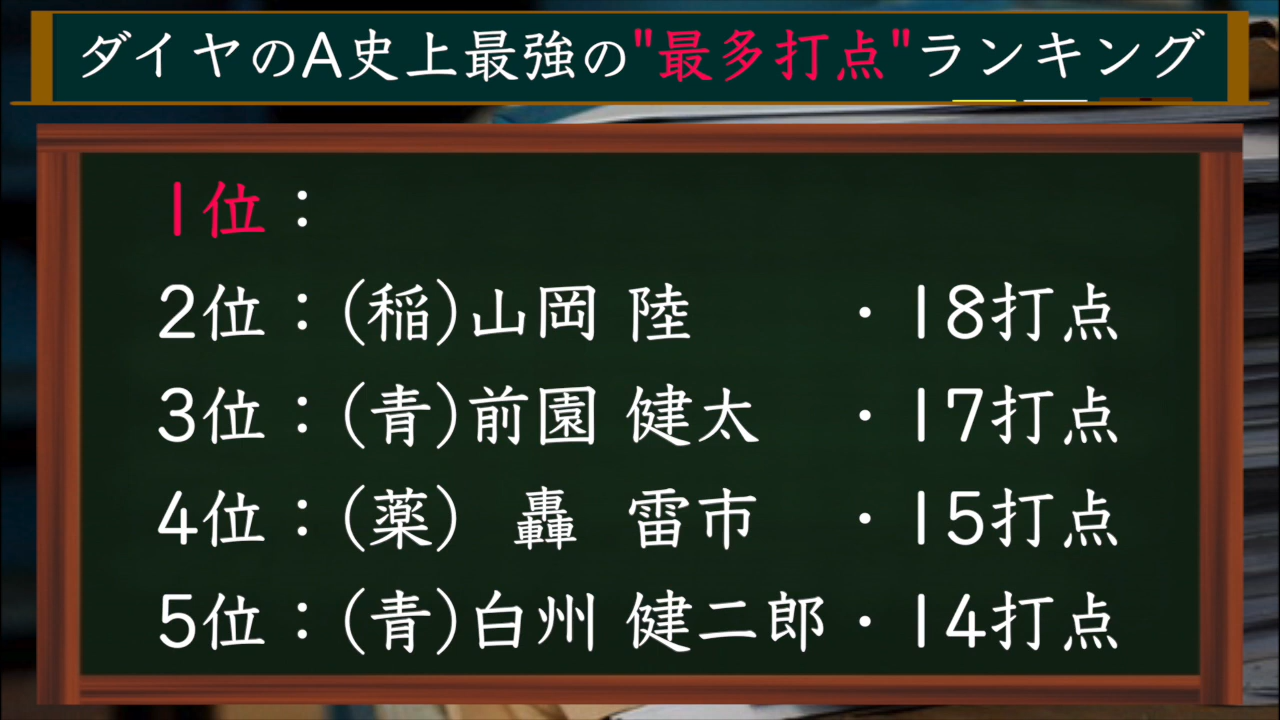 ダイヤのA史上最強の"最多打点"ランキング
1位：
2位：(稲)山岡 陸 ・18打点
3位：(青)前園 健太 ・17打点
4位：(薬) 轟 雷市 ・15打点
5位：(青)白州 健二郎・14打点